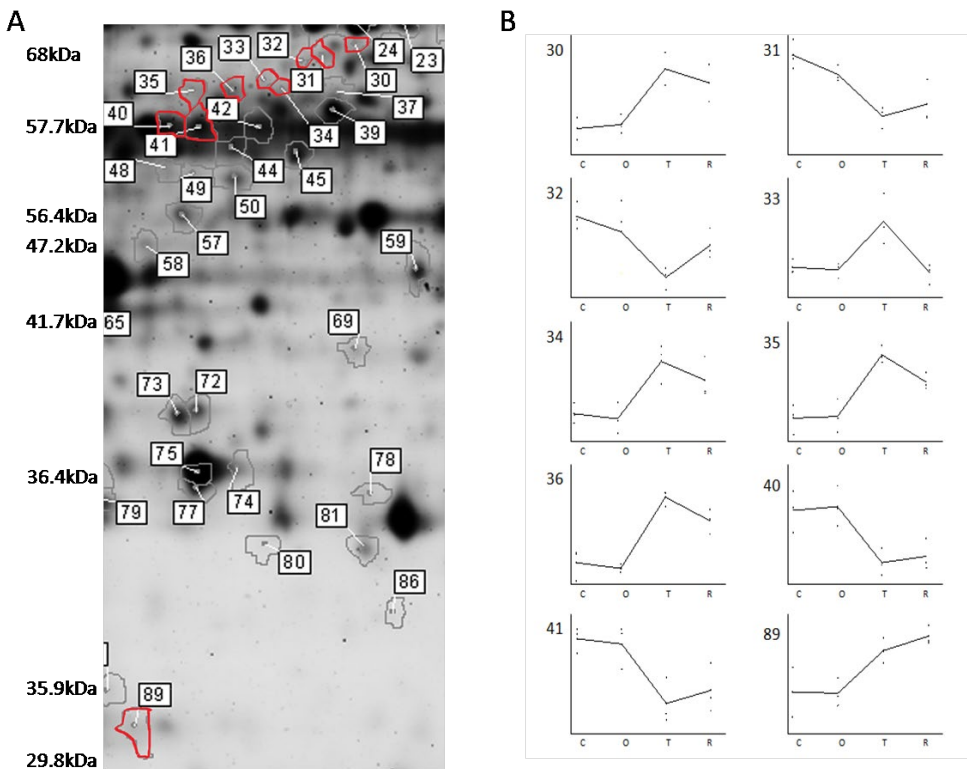 A
B
68kDa
57.7kDa
56.4kDa
47.2kDa
41.7kDa
36.4kDa
35.9kDa
29.8kDa
24
23
32
33
36
31
30
35
37
42
40
34
39
41
48
44
45
49
50
57
58
59
65
69
73
72
75
78
79
77
74
81
80
86
89
30
C O T R
31
C O T R
32
C O T R
33
C O T R
34
C O T R
35
C O T R
36
C O T R
40
C O T R
41
C O T R
89
C O T R